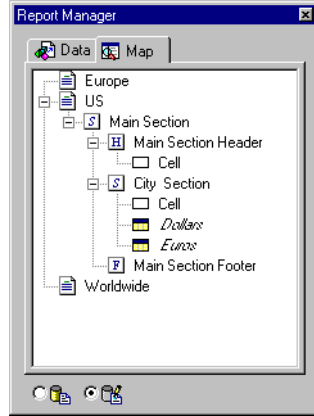 Report Manager
Data Map
Europe
US
S Main Section
H Main Section Header
Cell
S City Section
Cell
Dollars
Euros
F Main Section Footer
Worldwide